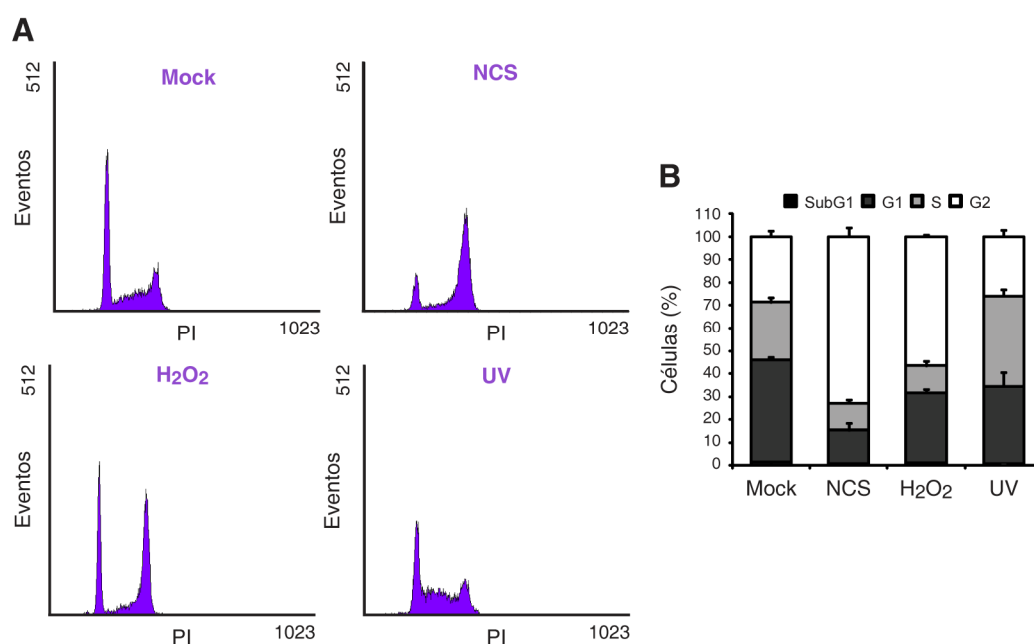 A
Mock
512
Eventos
PI
1023
NCS
512
Eventos
PI
1023
H2O2
512
Eventos
PI
1023
UV
512
Eventos
PI
1023
B
SubG1 G1 S G2
Células (%)
110
100
90
80
70
60
50
40
30
20
10
0
Mock NCS H2O2 UV